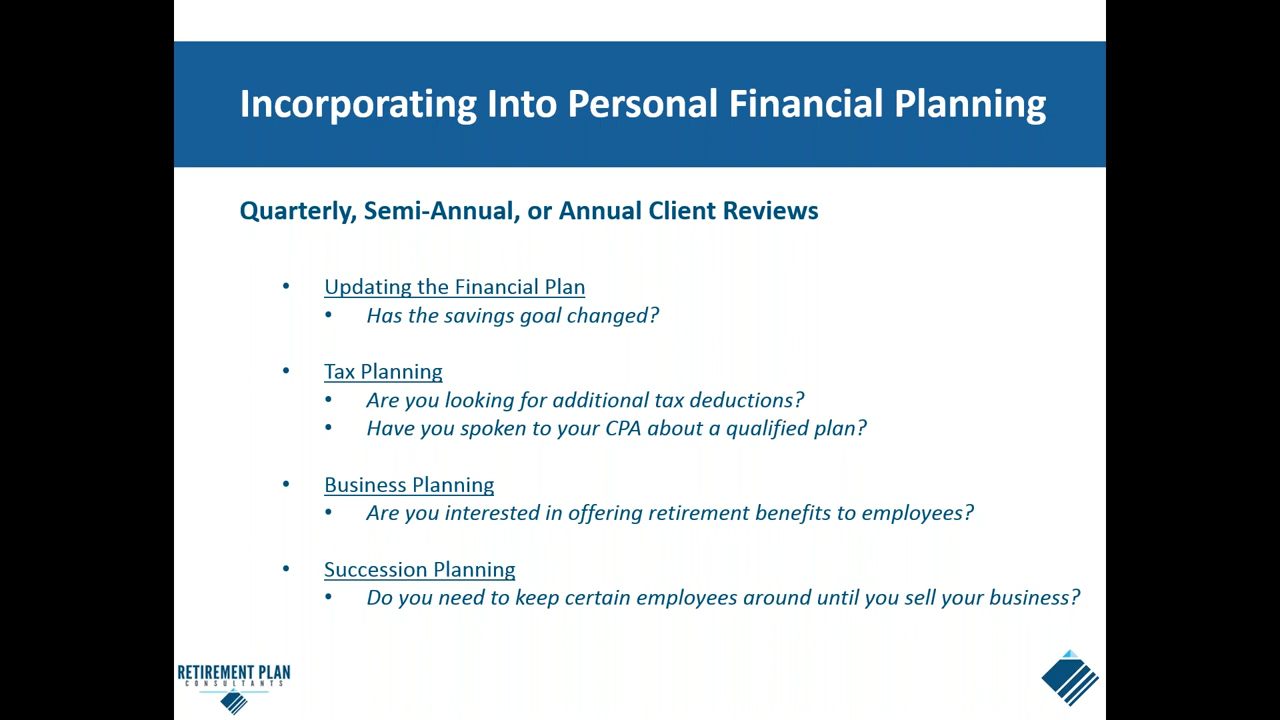 Incorporating Into Personal Financial Planning
Quarterly, Semi-Annual, or Annual Client Reviews
• Updating the Financial Plan
• Has the savings goal changed?
• Tax Planning
• Are you looking for additional tax deductions?
• Have you spoken to your CPA about a qualified plan?
• Business Planning
• Are you interested in offering retirement benefits to employees?
• Succession Planning
• Do you need to keep certain employees around until you sell your business?
RETIREMENT PLAN
CONSULTANTS